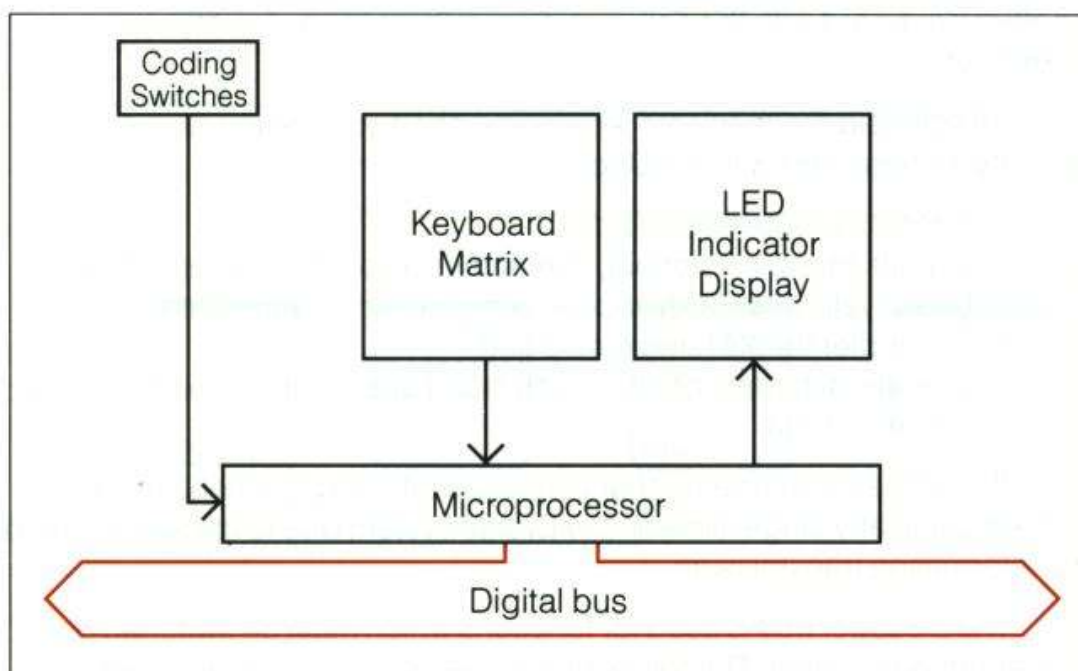 Coding
Switches
Keyboard
Matrix
LED
Indicator
Display
Microprocessor
Digital bus